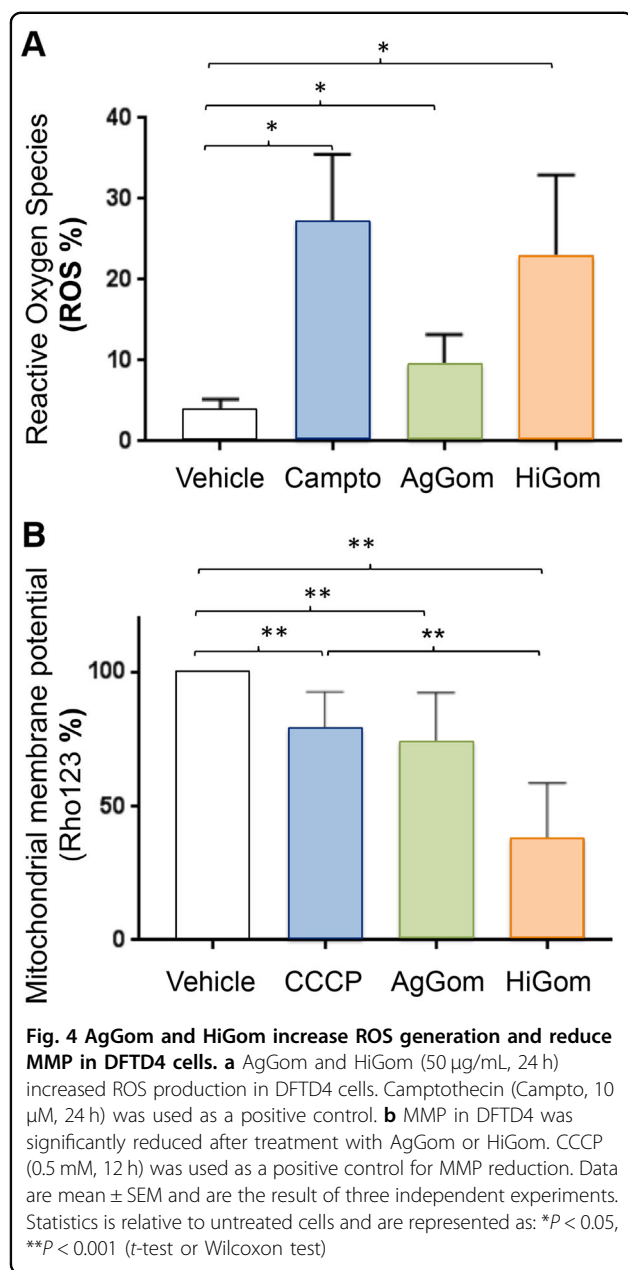 A
*
*
*
40
30
20
10
0
Reactive Oxygen Species
(ROS %)
Vehicle Campto AgGom HiGom
B
**
**
** **
100
50
0
Mitochondrial membrane potential
(Rho123 %)
Vehicle CCCP AgGom HiGom
Fig. 4 AgGom and HiGom increase ROS generation and reduce
MMP in DFTD4 cells. a AgGom and HiGom (50 μg/mL, 24 h)
increased ROS production in DFTD4 cells. Camptothecin (Campto, 10
μM, 24 h) was used as a positive control. b MMP in DFTD4 was
significantly reduced after treatment with AgGom or HiGom. CCCP
(0.5 mM, 12 h) was used as a positive control for MMP reduction. Data
are mean ± SEM and are the result of three independent experiments.
Statistics is relative to untreated cells and are represented as: *P < 0.05,
**P < 0.001 (t-test or Wilcoxon test)